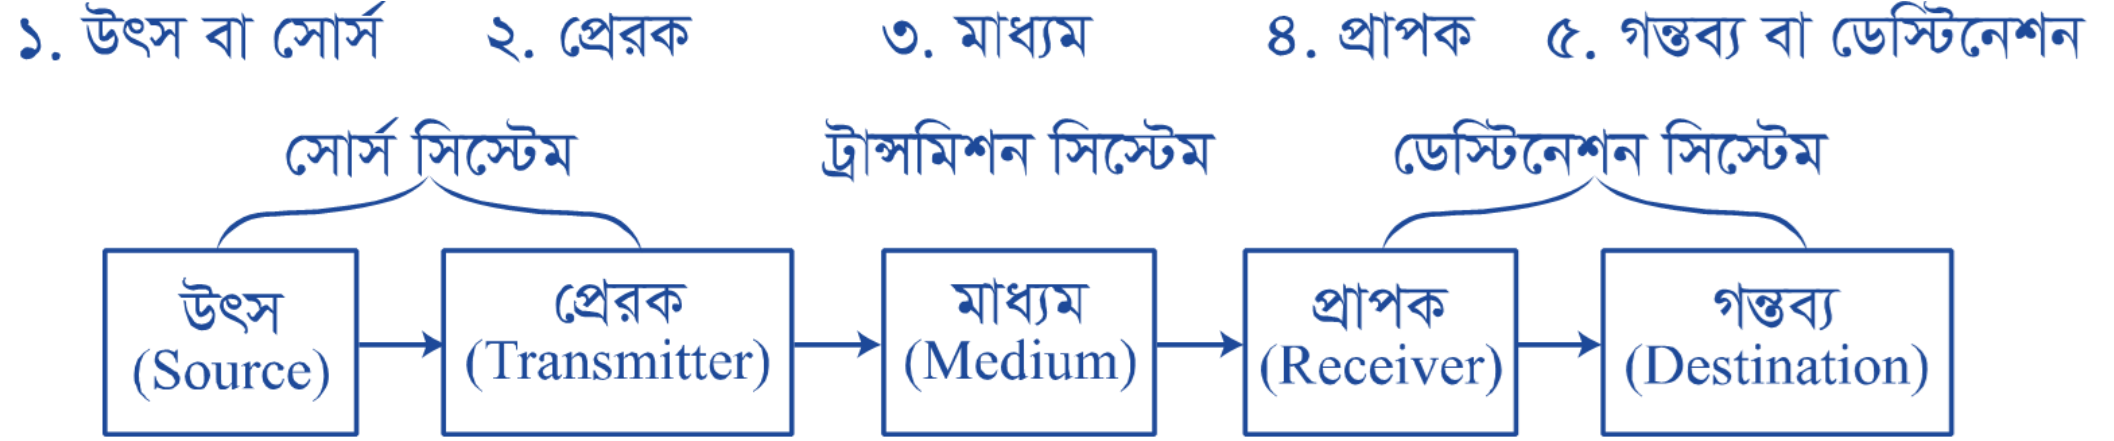 ১. উৎস বা সোর্স ২. প্রেরক ৩. মাধ্যম ৪. প্রাপক ৫. গন্তব্য বা ডেস্টিনেশন
সোর্স সিস্টেম ট্রান্সমিশন সিস্টেম ডেস্টিনেশন সিস্টেম
উৎস প্রেরক মাধ্যম প্রাপক গন্তব্য
(Source) (Transmitter) (Medium) (Receiver) (Destination)